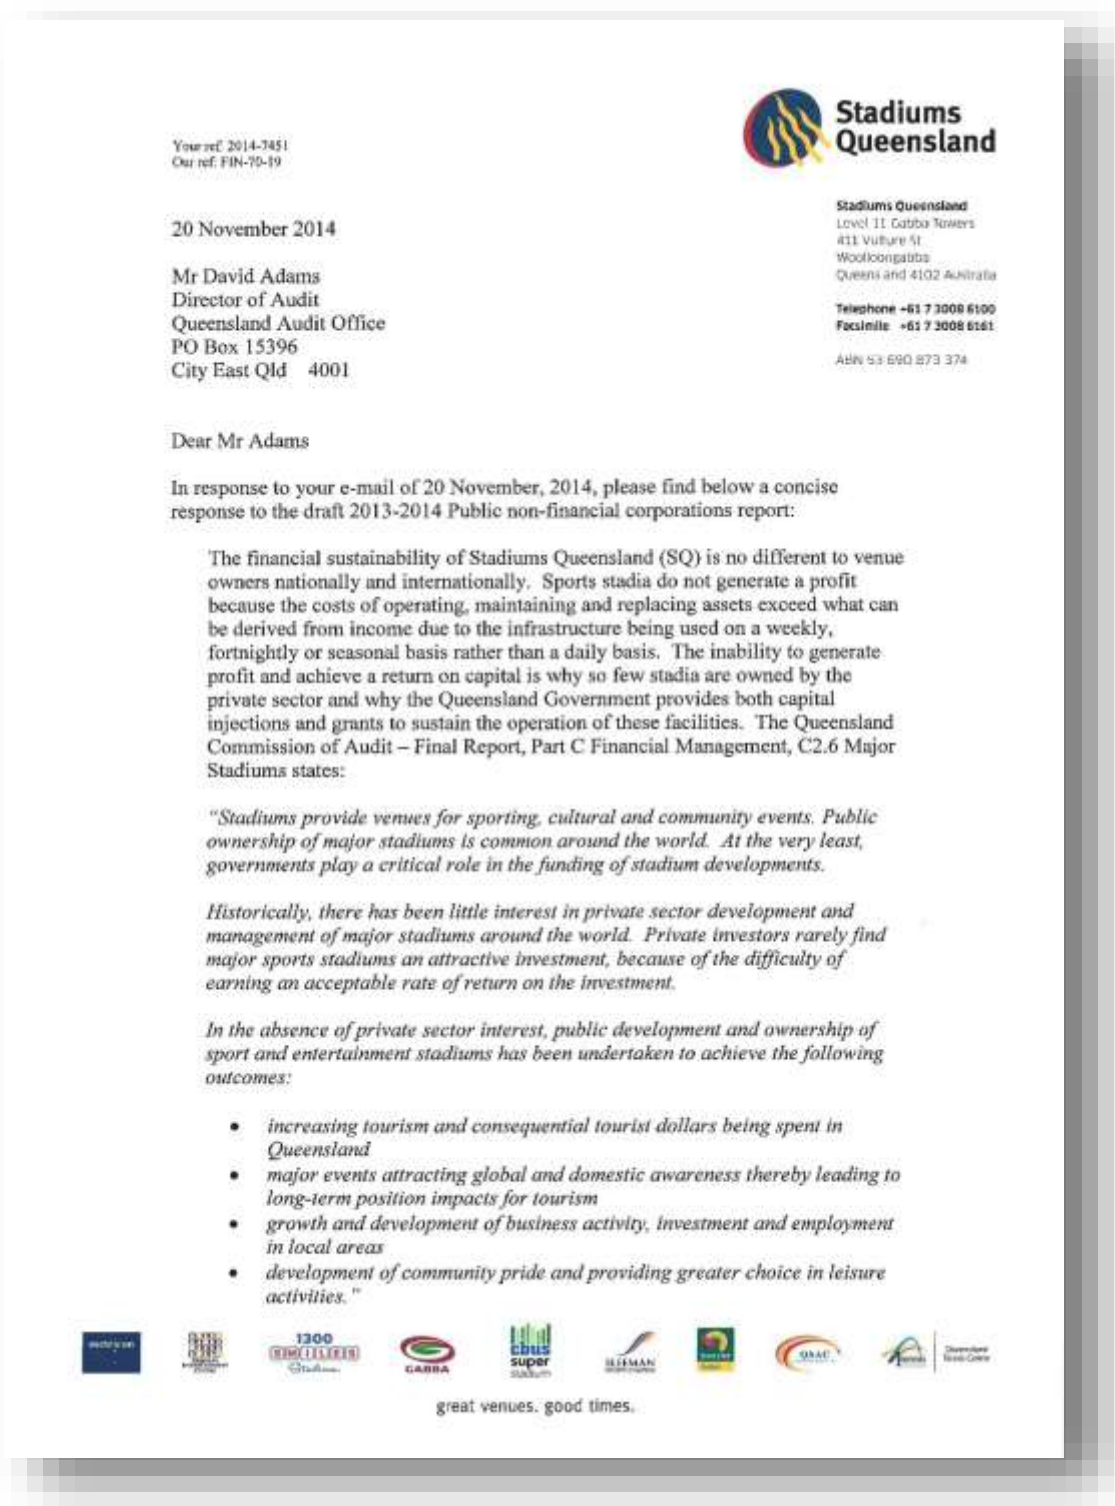 Your ref: 2014-7451
Our ref: FIN-70-19
Stadiums
Queensland
Stadiums Queensland
Level 11 Gabba Towers
411 Vulture St
Woolloongabba
Queensland 4102 Australia
Telephone +61 7 3008 6100
Facsimile +61 7 3008 6161
ABN 53 690 873 374
20 November 2014
Mr David Adams
Director of Audit
Queensland Audit Office
PO Box 15396
City East Qld 4001
Dear Mr Adams
In response to your e-mail of 20 November, 2014, please find below a concise
response to the draft 2013-2014 Public non-financial corporations report:
The financial sustainability of Stadiums Queensland (SQ) is no different to venue
owners nationally and internationally. Sports stadia do not generate a profit
because the costs of operating, maintaining and replacing assets exceed what can
be derived from income due to the infrastructure being used on a weekly,
fortnightly or seasonal basis rather than a daily basis. The inability to generate
profit and achieve a return on capital is why so few stadia are owned by the
private sector and why the Queensland Government provides both capital
injections and grants to sustain the operation of these facilities. The Queensland
Commission of Audit – Final Report, Part C Financial Management, C2.6 Major
Stadiums states:
"Stadiums provide venues for sporting, cultural and community events. Public
ownership of major stadiums is common around the world. At the very least,
governments play a critical role in the funding of stadium developments.
Historically, there has been little interest in private sector development and
management of major stadiums around the world. Private investors rarely find
major sports stadiums an attractive investment, because of the difficulty of
earning an acceptable rate of return on the investment.
In the absence of private sector interest, public development and ownership of
sport and entertainment stadiums has been undertaken to achieve the following
outcomes:
• increasing tourism and consequential tourist dollars being spent in
Queensland
• major events attracting global and domestic awareness thereby leading to
long-term position impacts for tourism
• growth and development of business activity, investment and employment
in local areas
• development of community pride and providing greater choice in leisure
activities."
1300
SMILES
Stadium
GABBA
cbus
super
stadium
SLEEMAN
QSAC
Queensland
Tennis Centre
great venues. good times.